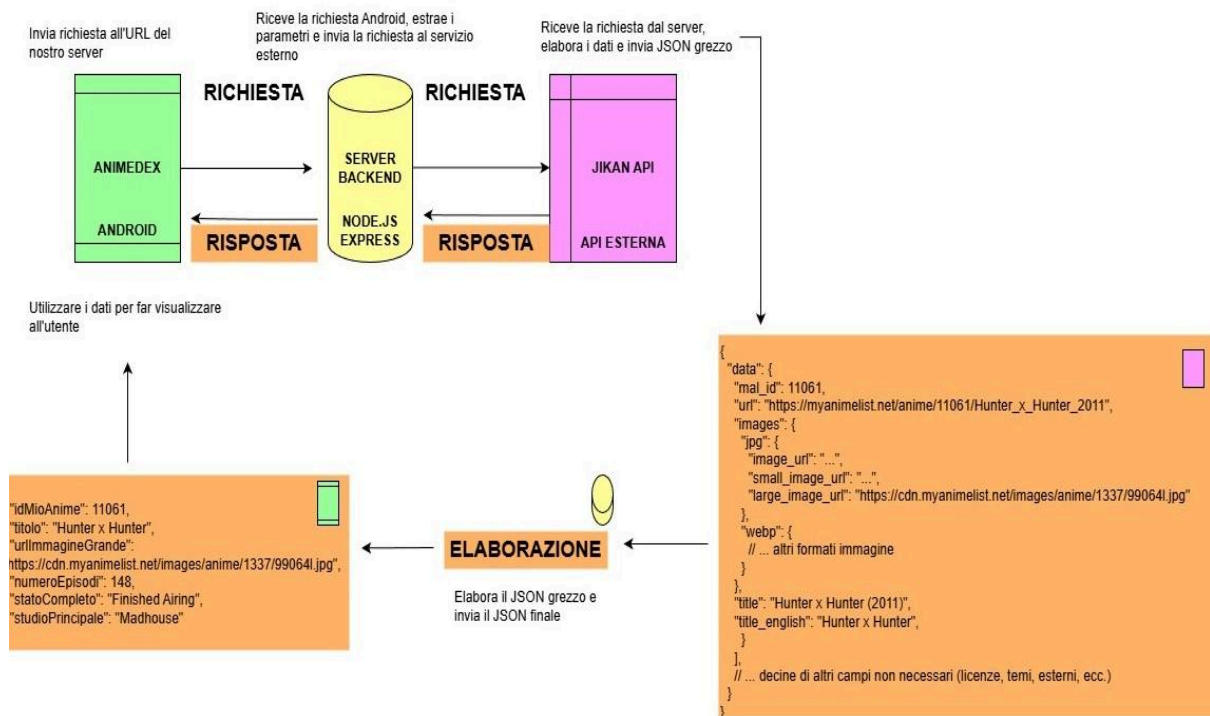 Invia richiesta all'URL del
nostro server
Riceve la richiesta Android, estrae i
parametri e invia la richiesta al servizio
esterno
Riceve la richiesta dal server,
elabora i dati e invia JSON grezzo
RICHIESTA
RICHIESTA
ANIMEDEX
ANDROID
SERVER
BACKEND
NODE.JS
EXPRESS
JIKAN API
API ESTERNA
RISPOSTA
RISPOSTA
Utilizzare i dati per far visualizzare
all'utente
{
"data": {
"mal_id": 11061,
"url": "https://myanimelist.net/anime/11061/Hunter_x_Hunter_2011",
"images": {
"jpg": {
"image_url": "...",
"small_image_url": "...",
"large_image_url": "https://cdn.myanimelist.net/images/anime/1337/99064l.jpg"
},
"webp": {
// ... altri formati immagine
}
},
"title": "Hunter x Hunter (2011)",
"title_english": "Hunter x Hunter",
}
],
// ... decine di altri campi non necessari (licenze, temi, esterni, ecc.)
}
}
ELABORAZIONE
Elabora il JSON grezzo e
invia il JSON finale
"idMioAnime": 11061,
"titolo": "Hunter x Hunter",
"urlImmagineGrande":
https://cdn.myanimelist.net/images/anime/1337/99064l.jpg",
"numeroEpisodi": 148,
"statoCompleto": "Finished Airing",
"studioPrincipale": "Madhouse"